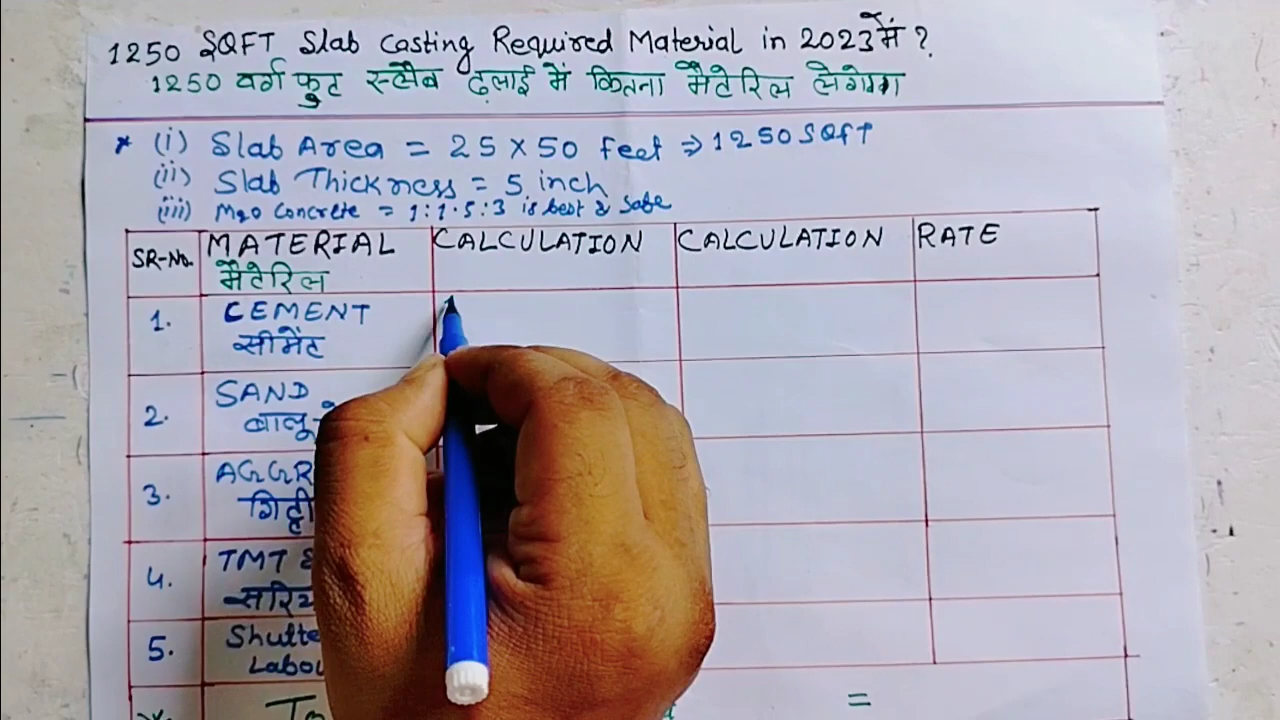 1250 SQFT Slab Casting Required Material in 2023 में ?
1250 वर्ग फुट स्लैब ढ़लाई में कितना मैटेरिल लगेगा
* (i) Slab Area = 25 × 50 feet ⇒ 1250 SQft
(ii) Slab Thickness = 5 inch
(iii) M20 Concrete = 1:1.5:3 is best & safe
SR-No. MATERIAL CALCULATION CALCULATION RATE
मैटेरिल
1. CEMENT
सीमेंट
2. SAND
बालू
3.
4. TMT
5.
=